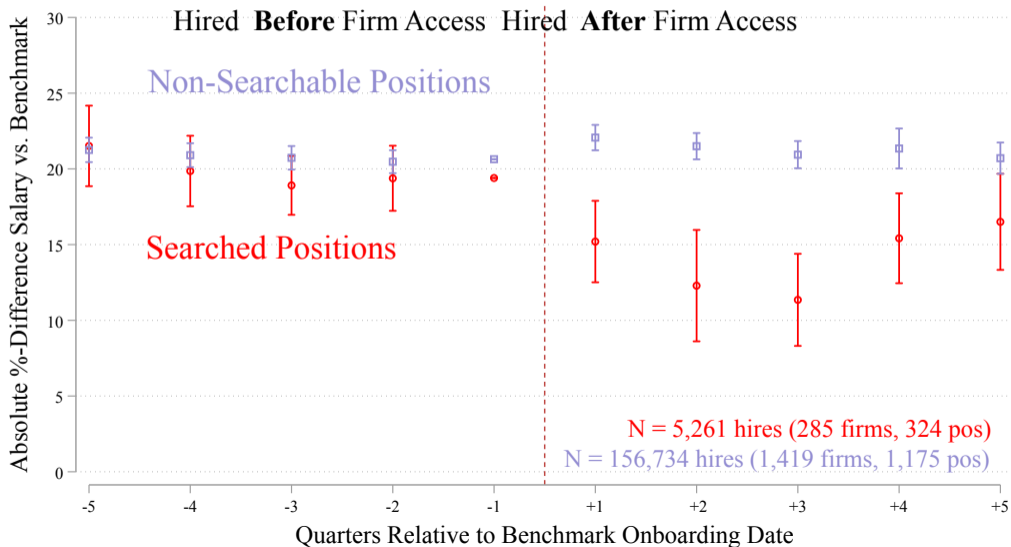 Hired Before Firm Access Hired After Firm Access
Non-Searchable Positions
Searched Positions
Absolute %-Difference Salary vs. Benchmark
30
25
20
15
10
5
0
N = 5,261 hires (285 firms, 324 pos)
N = 156,734 hires (1,419 firms, 1,175 pos)
-5 -4 -3 -2 -1 +1 +2 +3 +4 +5
Quarters Relative to Benchmark Onboarding Date